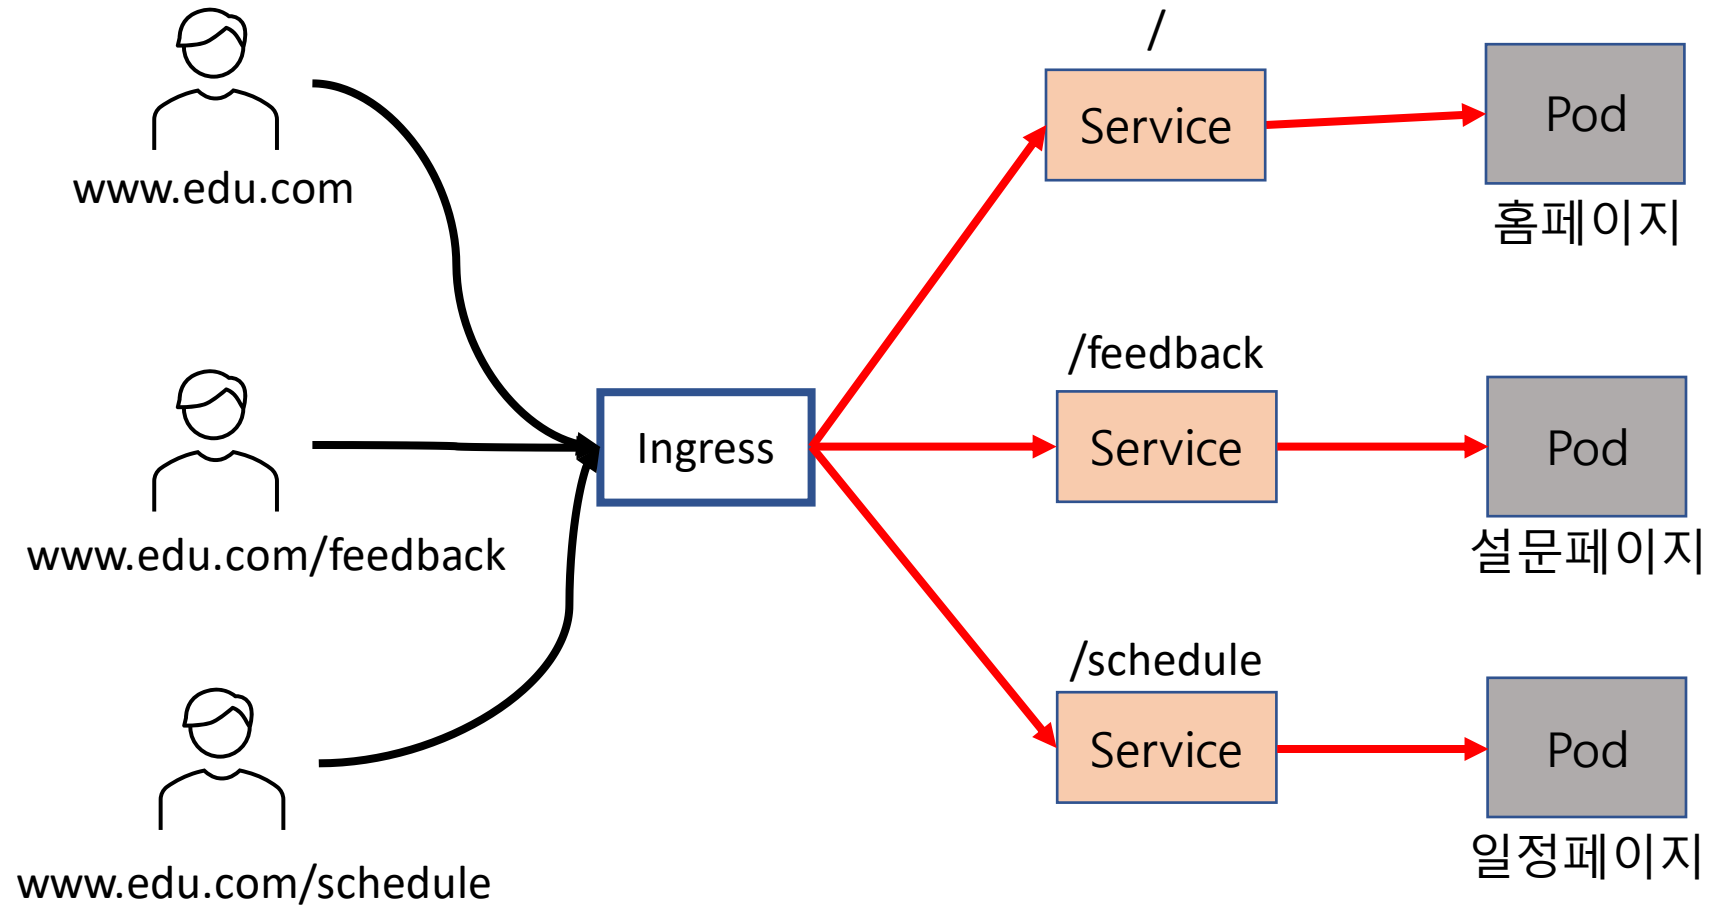 www.edu.com
www.edu.com/feedback
www.edu.com/schedule
Ingress
/
Service
Pod
홈페이지
/feedback
Service
Pod
설문페이지
/schedule
Service
Pod
일정페이지